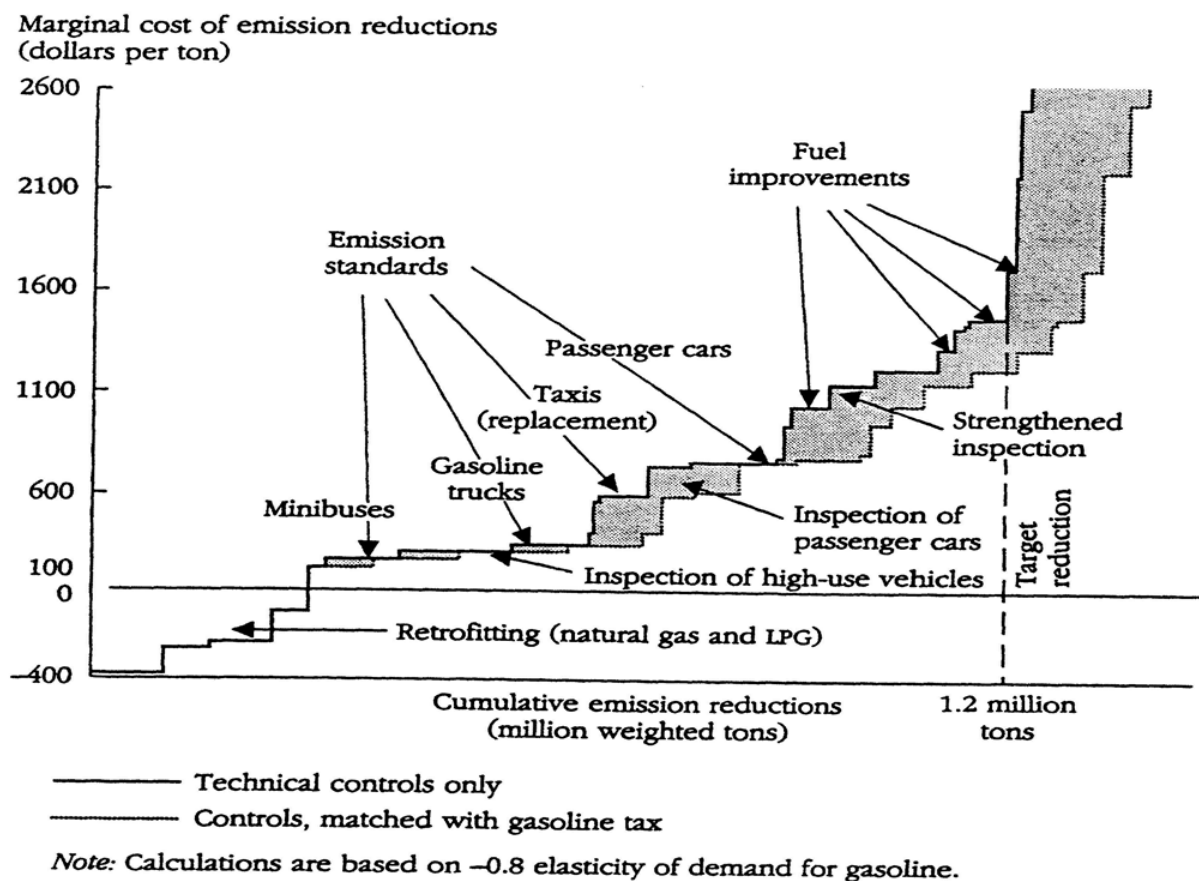 Marginal cost of emission reductions
(dollars per ton)
2600
2100
1600
1100
600
100
0
–400
Fuel
improvements
Emission
standards
Passenger cars
Taxis
(replacement)
Strengthened
inspection
Gasoline
trucks
Minibuses
Inspection of
passenger cars
Target
reduction
Inspection of high-use vehicles
Retrofitting (natural gas and LPG)
Cumulative emission reductions
(million weighted tons)
1.2 million
tons
Technical controls only
Controls, matched with gasoline tax
Note: Calculations are based on –0.8 elasticity of demand for gasoline.